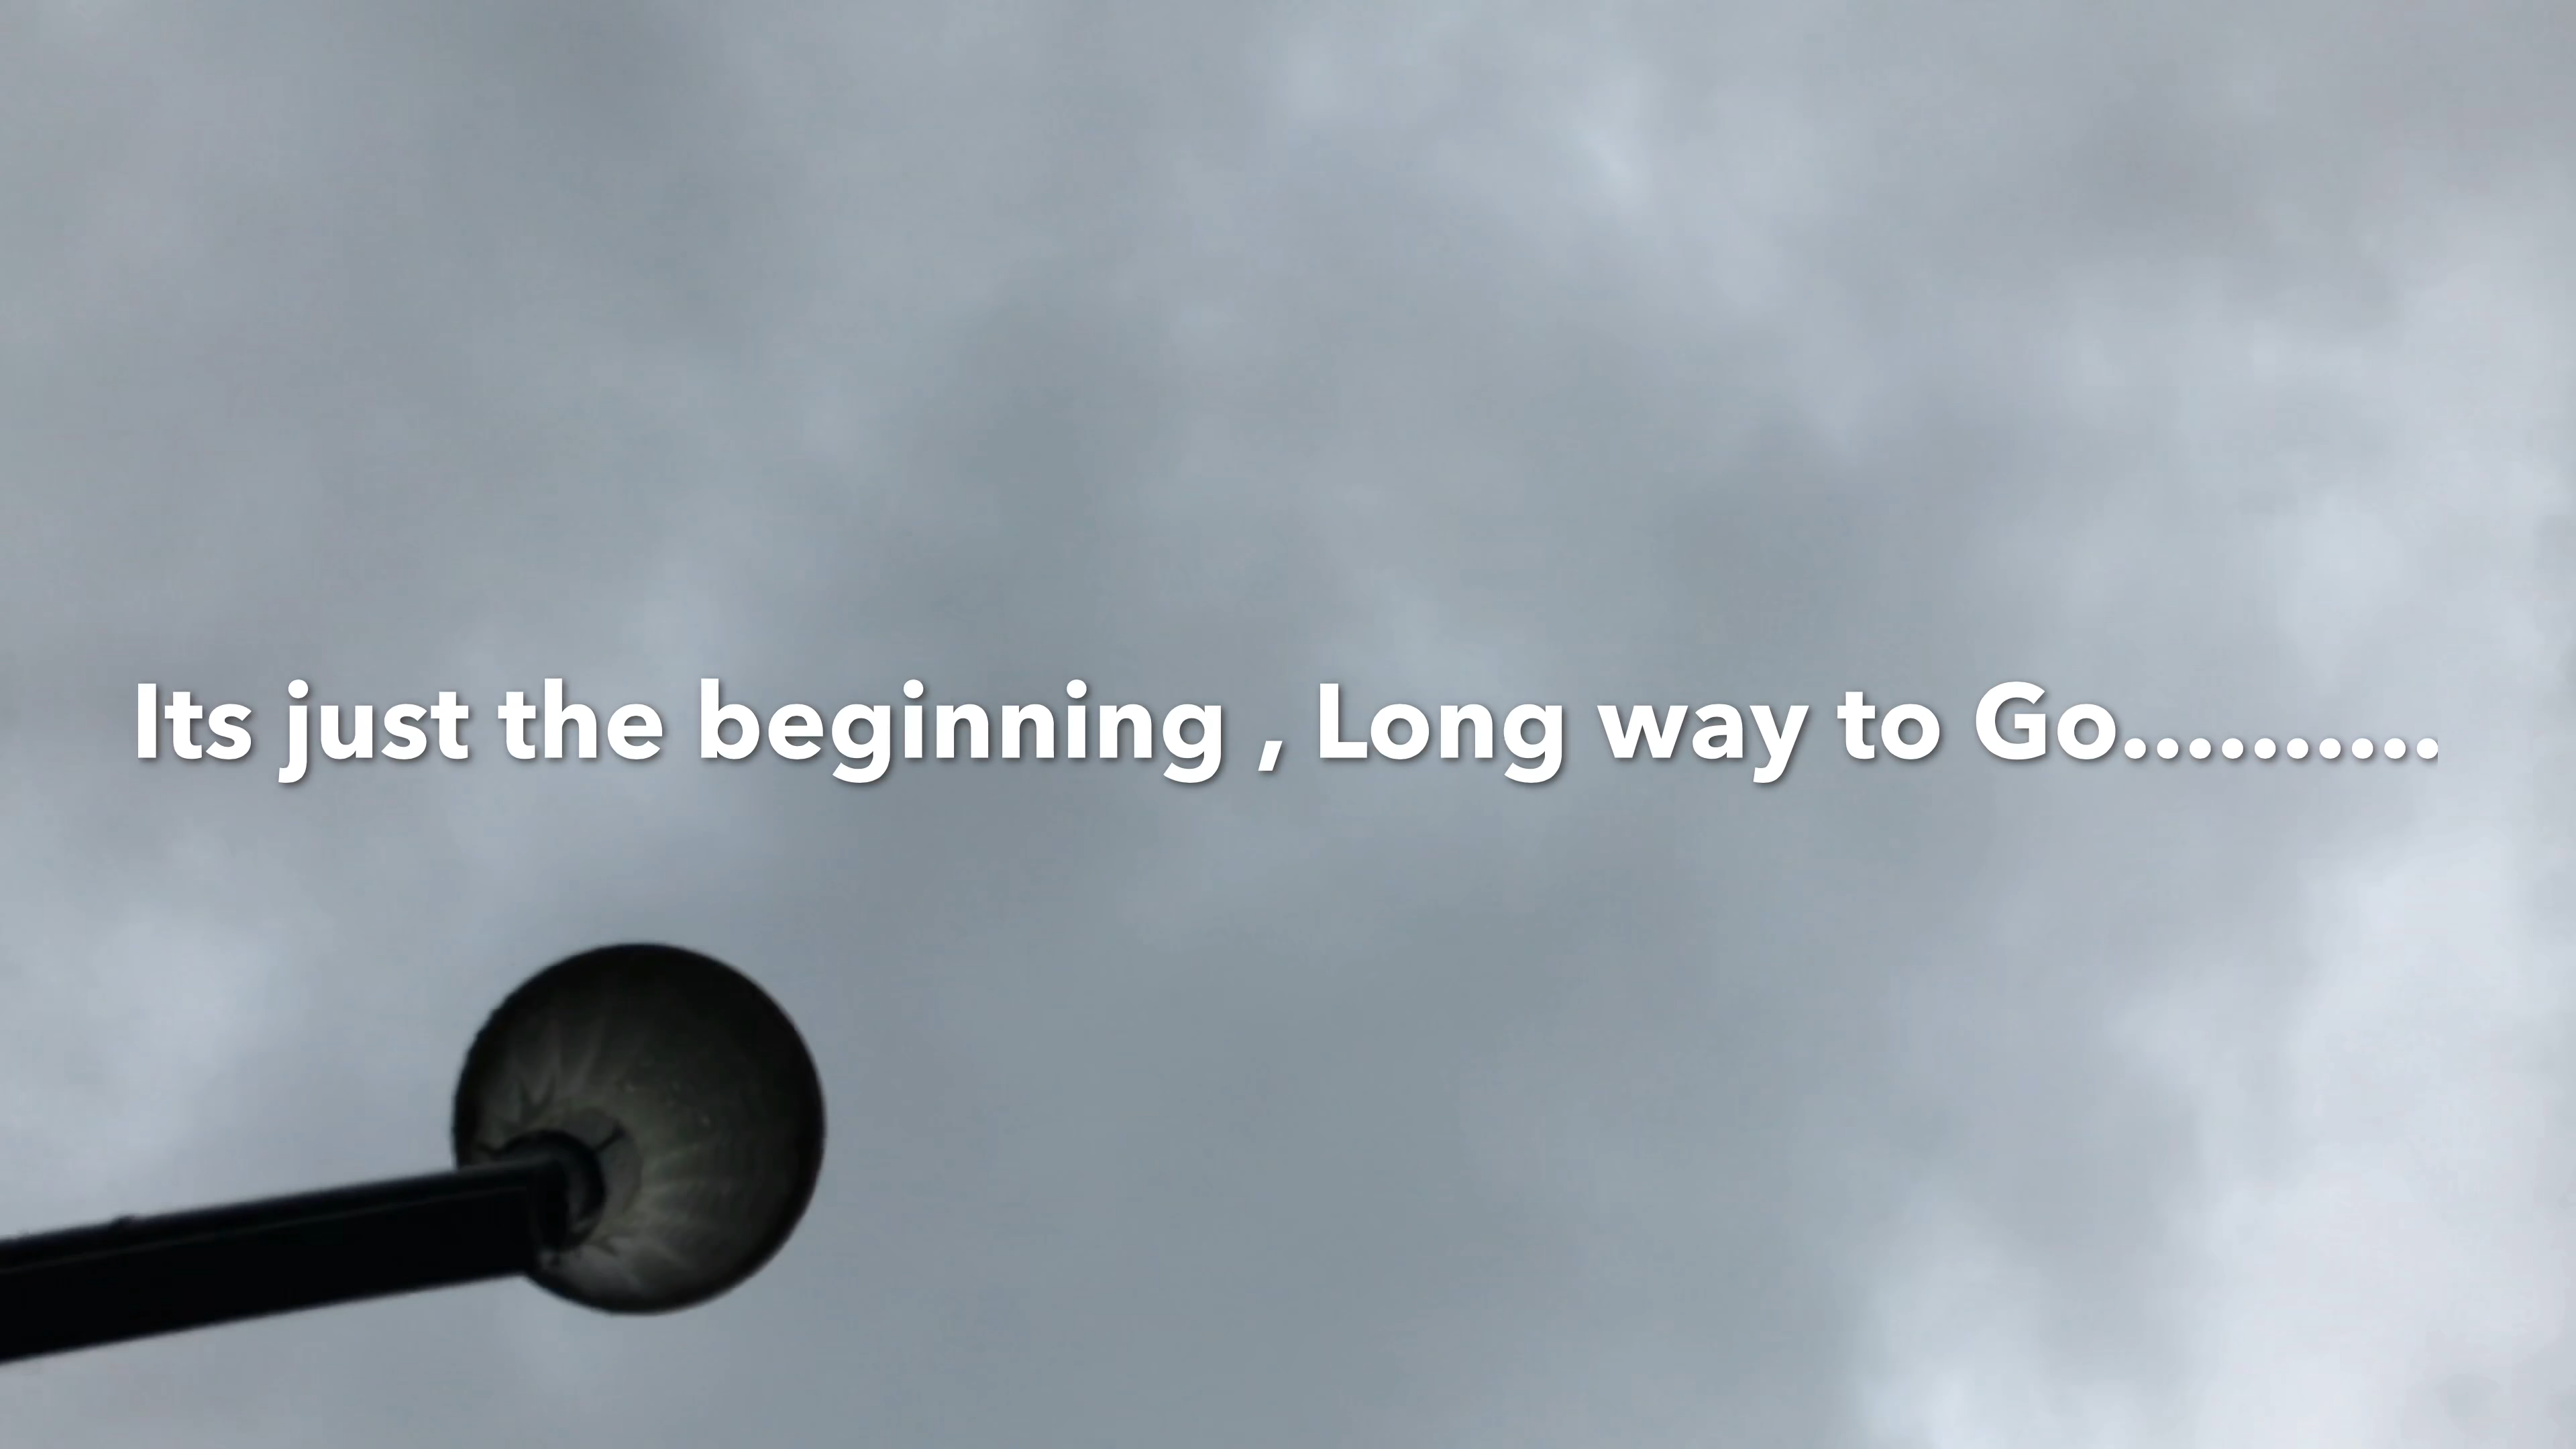 Its just the beginning , Long way to Go...........